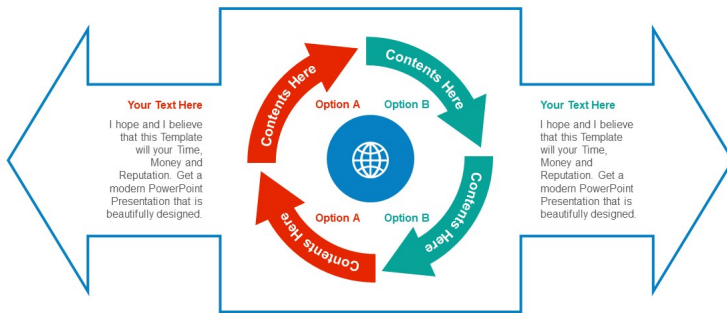 Contents Here
Contents Here
Your Text Here
I hope and I believe
that this Template
will your Time,
Money and
Reputation. Get a
modern PowerPoint
Presentation that is
beautifully designed.
Option A
Option B
Your Text Here
I hope and I believe
that this Template
will your Time,
Money and
Reputation. Get a
modern PowerPoint
Presentation that is
beautifully designed.
Option A
Option B
Contents Here
Contents Here